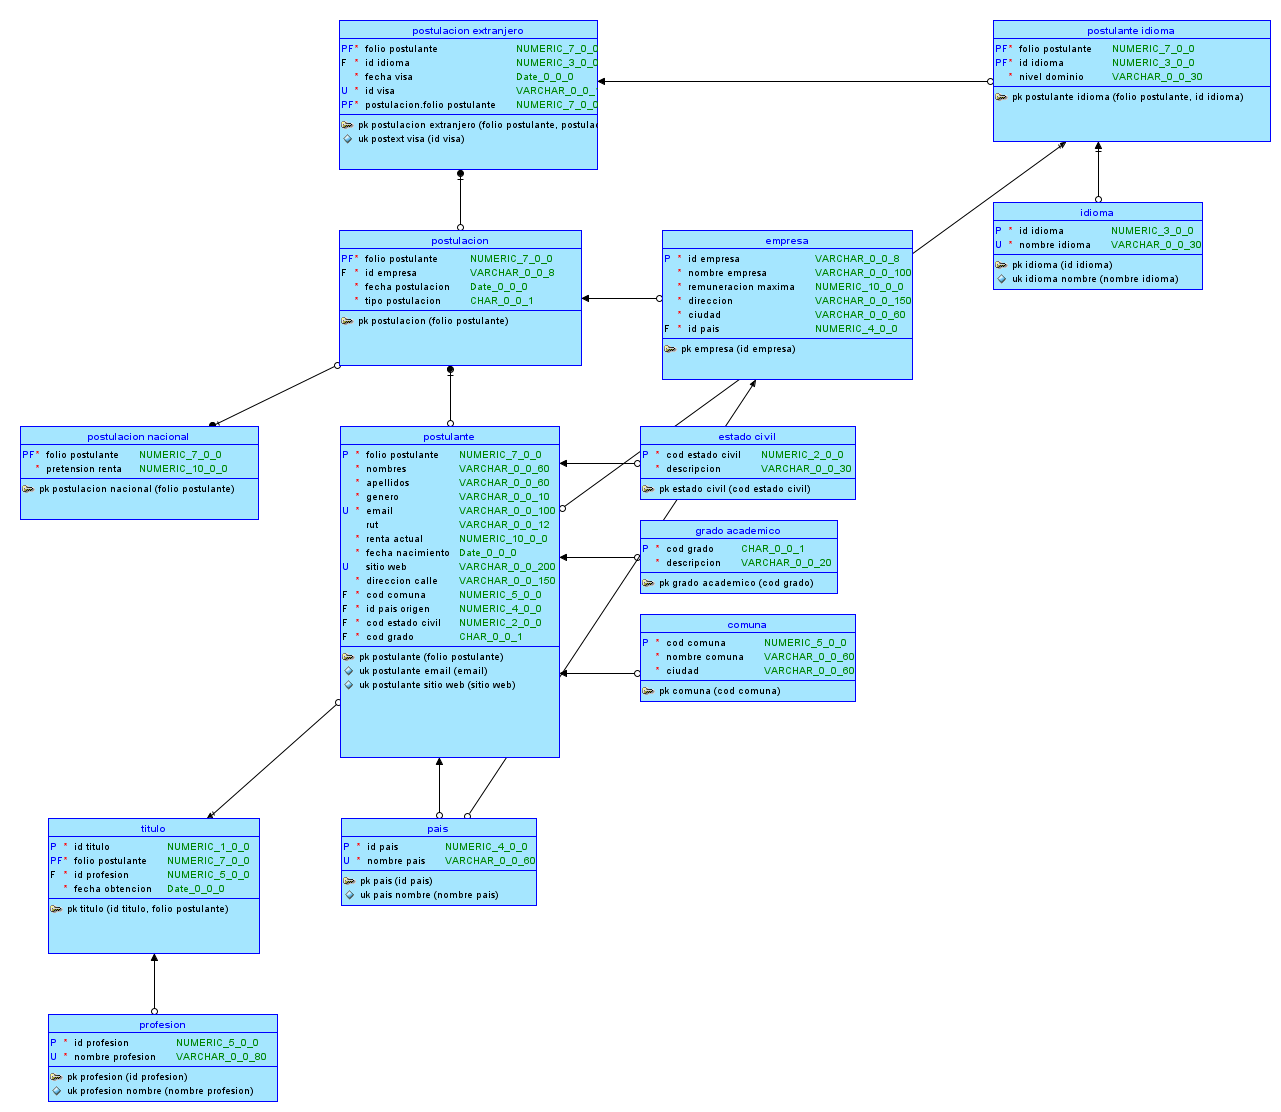 postulacion extranjero
PF* folio postulante NUMERIC_7_0_0
F * id idioma NUMERIC_3_0_0
* fecha visa Date_0_0_0
U * id visa VARCHAR_0_0_
PF* postulacion.folio postulante NUMERIC_7_0_0
pk postulacion extranjero (folio postulante, postula
uk postext visa (id visa)
postulante idioma
PF* folio postulante NUMERIC_7_0_0
PF* id idioma NUMERIC_3_0_0
* nivel dominio VARCHAR_0_0_30
pk postulante idioma (folio postulante, id idioma)
idioma
P * id idioma NUMERIC_3_0_0
U * nombre idioma VARCHAR_0_0_30
pk idioma (id idioma)
uk idioma nombre (nombre idioma)
postulacion
PF* folio postulante NUMERIC_7_0_0
F * id empresa VARCHAR_0_0_8
* fecha postulacion Date_0_0_0
* tipo postulacion CHAR_0_0_1
pk postulacion (folio postulante)
empresa
P * id empresa VARCHAR_0_0_8
* nombre empresa VARCHAR_0_0_100
* remuneracion maxima NUMERIC_10_0_0
* direccion VARCHAR_0_0_150
* ciudad VARCHAR_0_0_60
F * id pais NUMERIC_4_0_0
pk empresa (id empresa)
postulacion nacional
PF* folio postulante NUMERIC_7_0_0
* pretension renta NUMERIC_10_0_0
pk postulacion nacional (folio postulante)
postulante
P * folio postulante NUMERIC_7_0_0
* nombres VARCHAR_0_0_60
* apellidos VARCHAR_0_0_60
* genero VARCHAR_0_0_10
U * email VARCHAR_0_0_100
rut VARCHAR_0_0_12
* renta actual NUMERIC_10_0_0
* fecha nacimiento Date_0_0_0
U sitio web VARCHAR_0_0_200
* direccion calle VARCHAR_0_0_150
F * cod comuna NUMERIC_5_0_0
F * id pais origen NUMERIC_4_0_0
F * cod estado civil NUMERIC_2_0_0
F * cod grado CHAR_0_0_1
pk postulante (folio postulante)
uk postulante email (email)
uk postulante sitio web (sitio web)
estado civil
P * cod estado civil NUMERIC_2_0_0
* descripcion VARCHAR_0_0_30
pk estado civil (cod estado civil)
grado academico
P * cod grado CHAR_0_0_1
* descripcion VARCHAR_0_0_20
pk grado academico (cod grado)
comuna
P * cod comuna NUMERIC_5_0_0
* nombre comuna VARCHAR_0_0_60
* ciudad VARCHAR_0_0_60
pk comuna (cod comuna)
titulo
P * id titulo NUMERIC_1_0_0
PF* folio postulante NUMERIC_7_0_0
F * id profesion NUMERIC_5_0_0
* fecha obtencion Date_0_0_0
pk titulo (id titulo, folio postulante)
pais
P * id pais NUMERIC_4_0_0
U * nombre pais VARCHAR_0_0_60
pk pais (id pais)
uk pais nombre (nombre pais)
profesion
P * id profesion NUMERIC_5_0_0
U * nombre profesion VARCHAR_0_0_80
pk profesion (id profesion)
uk profesion nombre (nombre profesion)